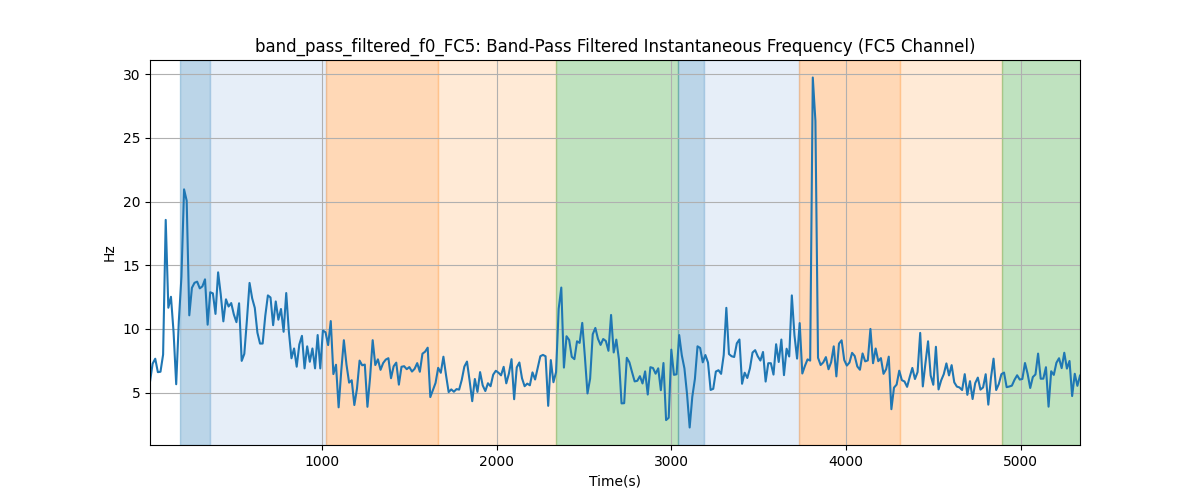 band_pass_filtered_f0_FC5: Band-Pass Filtered Instantaneous Frequency (FC5 Channel)
30
25
20
15
10
5
Hz
1000 2000 3000 4000 5000
Time(s)